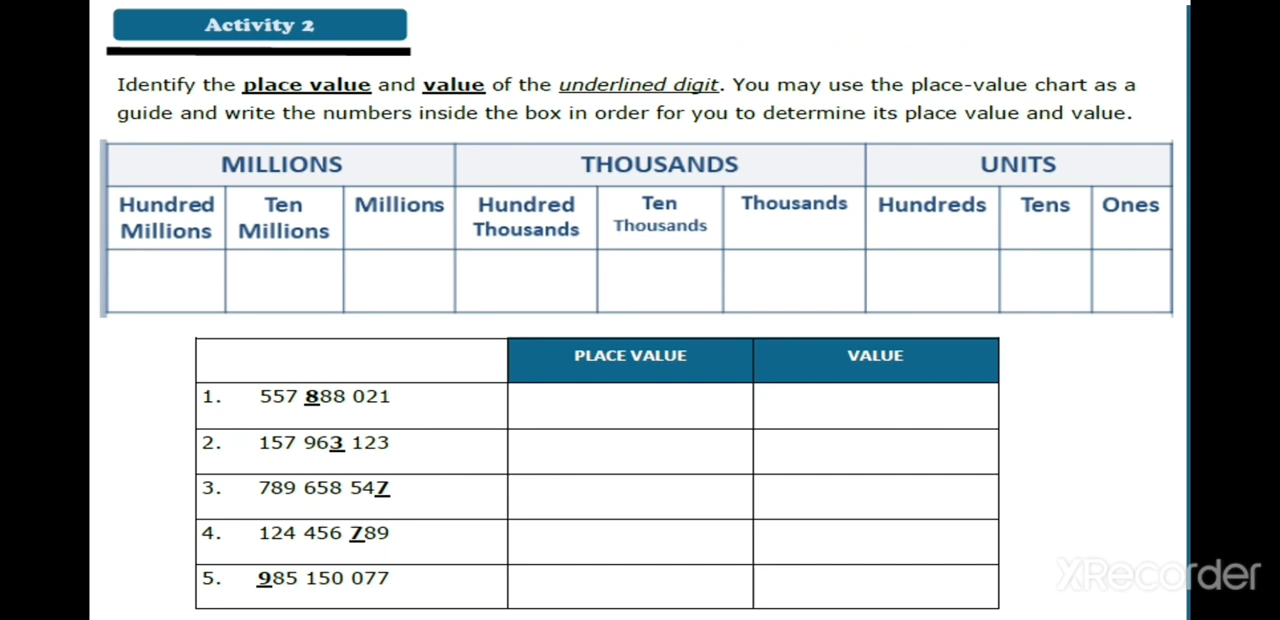 Activity 2
Identify the place value and value of the underlined digit. You may use the place-value chart as a
guide and write the numbers inside the box in order for you to determine its place value and value.
MILLIONS THOUSANDS UNITS
Hundred Millions Ten Millions Millions Hundred Thousands Ten Thousands Thousands Hundreds Tens Ones
PLACE VALUE VALUE
1. 557 888 021
2. 157 963 123
3. 789 658 547
4. 124 456 789
5. 985 150 077
XRecorder